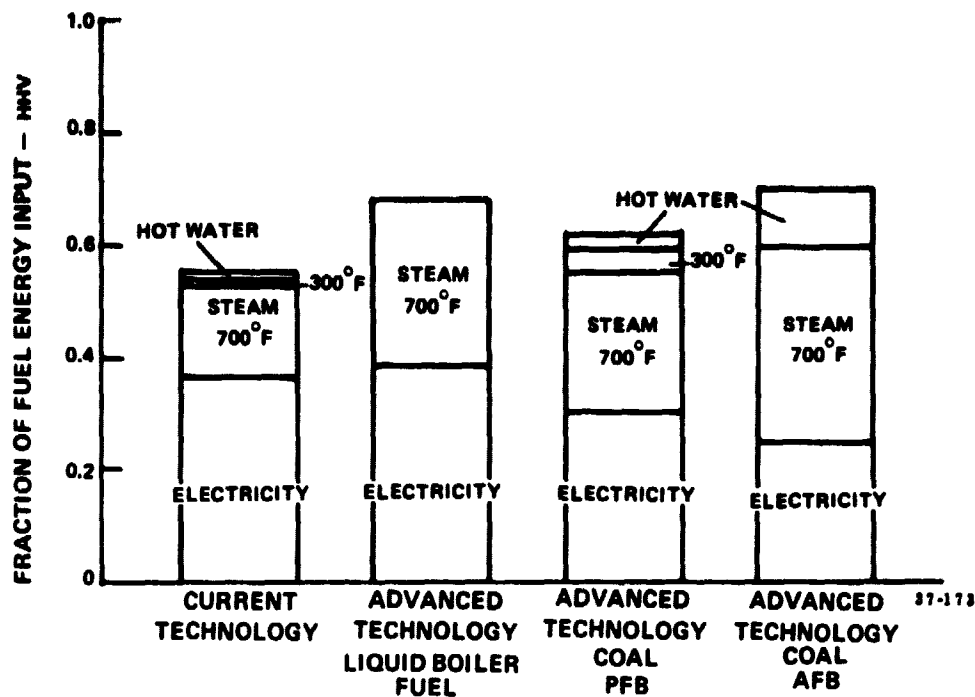 FRACTION OF FUEL ENERGY INPUT – HHV
1.0
0.8
0.6
0.4
0.2
0
HOT WATER
300°F
STEAM
700°F
ELECTRICITY
STEAM
700°F
ELECTRICITY
HOT WATER
300°F
STEAM
700°F
ELECTRICITY
STEAM
700°F
ELECTRICITY
CURRENT
TECHNOLOGY
ADVANCED
TECHNOLOGY
LIQUID BOILER
FUEL
ADVANCED
TECHNOLOGY
COAL
PFB
ADVANCED
TECHNOLOGY
COAL
AFB
37-173